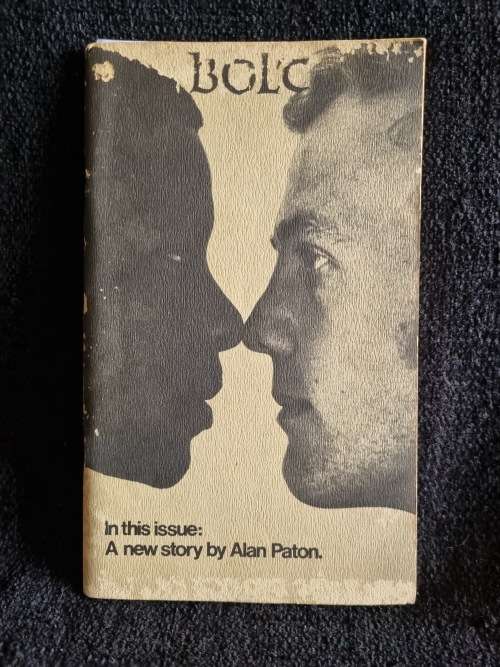 BOLT
In this issue:
A new story by Alan Paton.